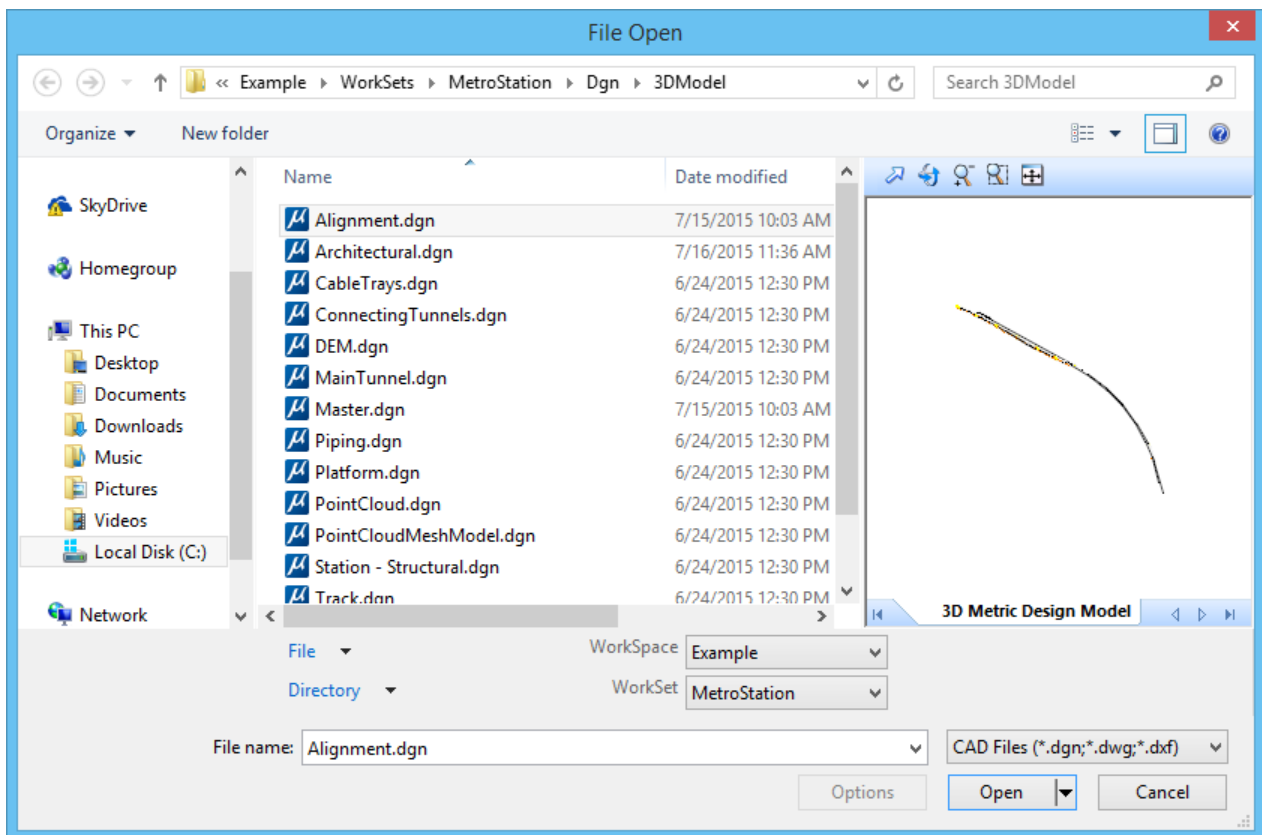 File Open
« Example WorkSets MetroStation Dgn 3DModel
Search 3DModel
Organize
New folder
SkyDrive
Homegroup
This PC
Desktop
Documents
Downloads
Music
Pictures
Videos
Local Disk (C:)
Network
Name Date modified
Alignment.dgn 7/15/2015 10:03 AM
Architectural.dgn 7/16/2015 11:36 AM
CableTrays.dgn 6/24/2015 12:30 PM
ConnectingTunnels.dgn 6/24/2015 12:30 PM
DEM.dgn 6/24/2015 12:30 PM
MainTunnel.dgn 6/24/2015 12:30 PM
Master.dgn 7/15/2015 10:03 AM
Piping.dgn 6/24/2015 12:30 PM
Platform.dgn 6/24/2015 12:30 PM
PointCloud.dgn 6/24/2015 12:30 PM
PointCloudMeshModel.dgn 6/24/2015 12:30 PM
Station - Structural.dgn 6/24/2015 12:30 PM
Track.dgn 6/24/2015 12:30 PM
3D Metric Design Model
File
WorkSpace Example
Directory
WorkSet MetroStation
File name: Alignment.dgn
CAD Files (*.dgn;*.dwg;*.dxf)
Options
Open
Cancel